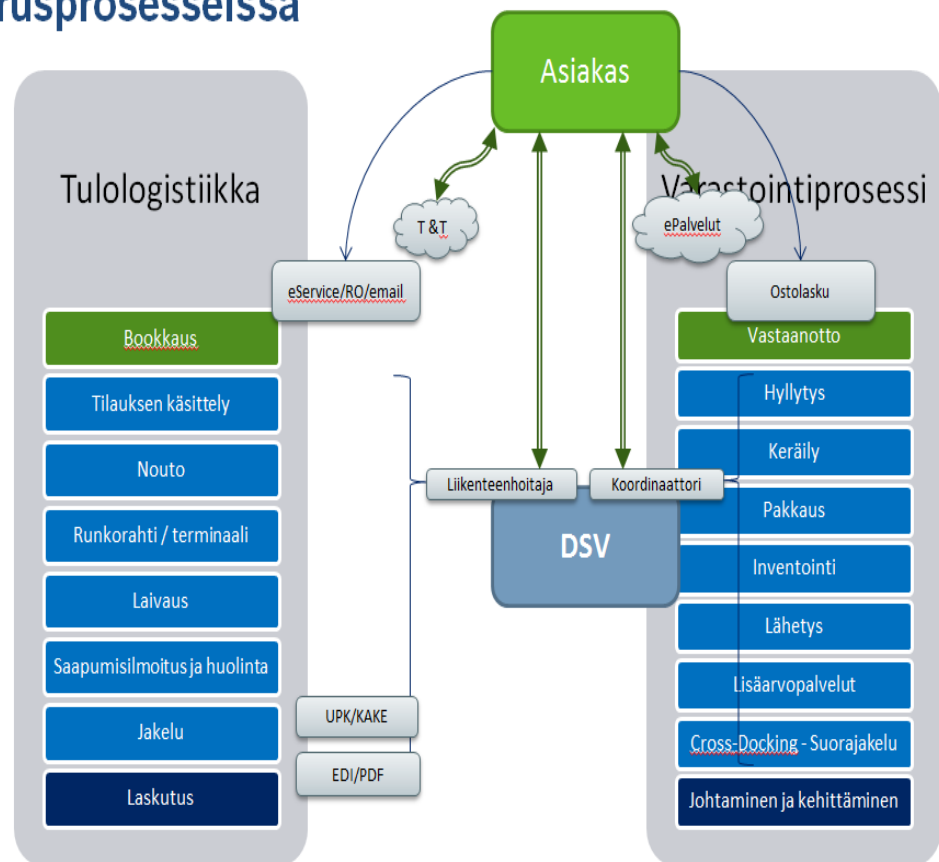 rusprosesseissa
Asiakas
Tulologistiikka
Varastointiprosessi
T &T
ePalvelut
eService/RO/email
Ostolasku
Bookkaus
Tilauksen käsittely
Nouto
Runkorahti / terminaali
Laivaus
Saapumisilmoitus ja huolinta
Jakelu
Laskutus
UPK/KAKE
EDI/PDF
Liikenteenhoitaja
Koordinaattori
DSV
Vastaanotto
Hyllytys
Keräily
Pakkaus
Inventointi
Lähetys
Lisäarvopalvelut
Cross-Docking - Suorajakelu
Johtaminen ja kehittäminen